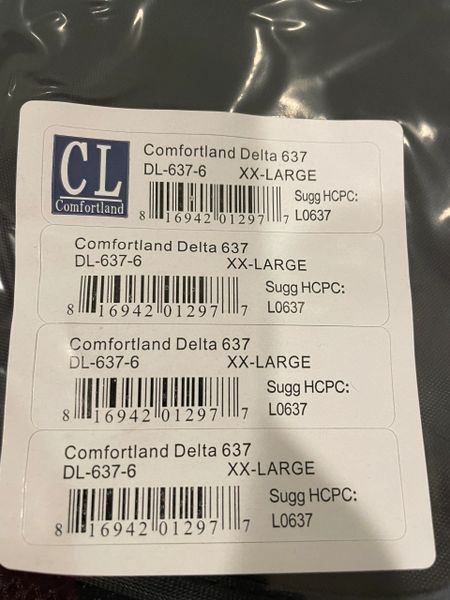 CL
Comfortland
Comfortland Delta 637
DL-637-6 XX-LARGE
Sugg HCPC:
L0637
8 16942 01297 7
Comfortland Delta 637
DL-637-6 XX-LARGE
Sugg HCPC:
L0637
8 16942 01297 7
Comfortland Delta 637
DL-637-6 XX-LARGE
Sugg HCPC:
L0637
8 16942 01297 7
Comfortland Delta 637
DL-637-6 XX-LARGE
Sugg HCPC:
L0637
8 16942 01297 7